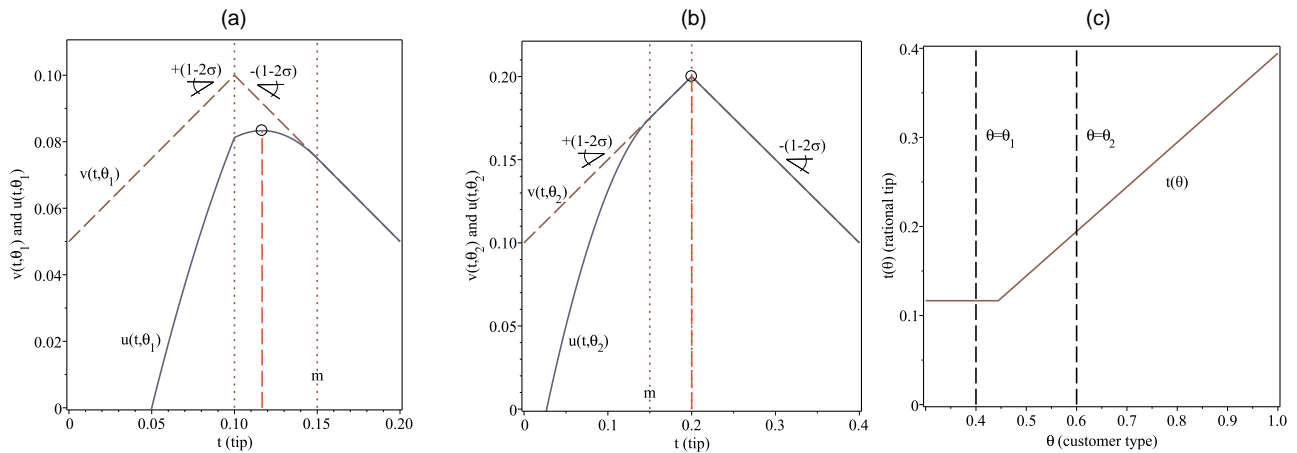 (a)
v(t,θ₁) and u(t,θ₁)
0.10
0.08
0.06
0.04
0.02
0
+(1-2σ)
-(1-2σ)
v(t,θ₁)
u(t,θ₁)
m
0 0.05 0.10 0.15 0.20
t (tip)
(b)
v(t,θ₂) and u(t,θ₂)
0.20
0.15
0.10
0.05
0
+(1-2σ)
-(1-2σ)
v(t,θ₂)
u(t,θ₂)
m
0 0.1 0.2 0.3 0.4
t (tip)
(c)
t(θ) (rational tip)
0.4
0.3
0.2
0.1
0
θ=θ₁
θ=θ₂
t(θ)
0.4 0.5 0.6 0.7 0.8 0.9 1.0
θ (customer type)